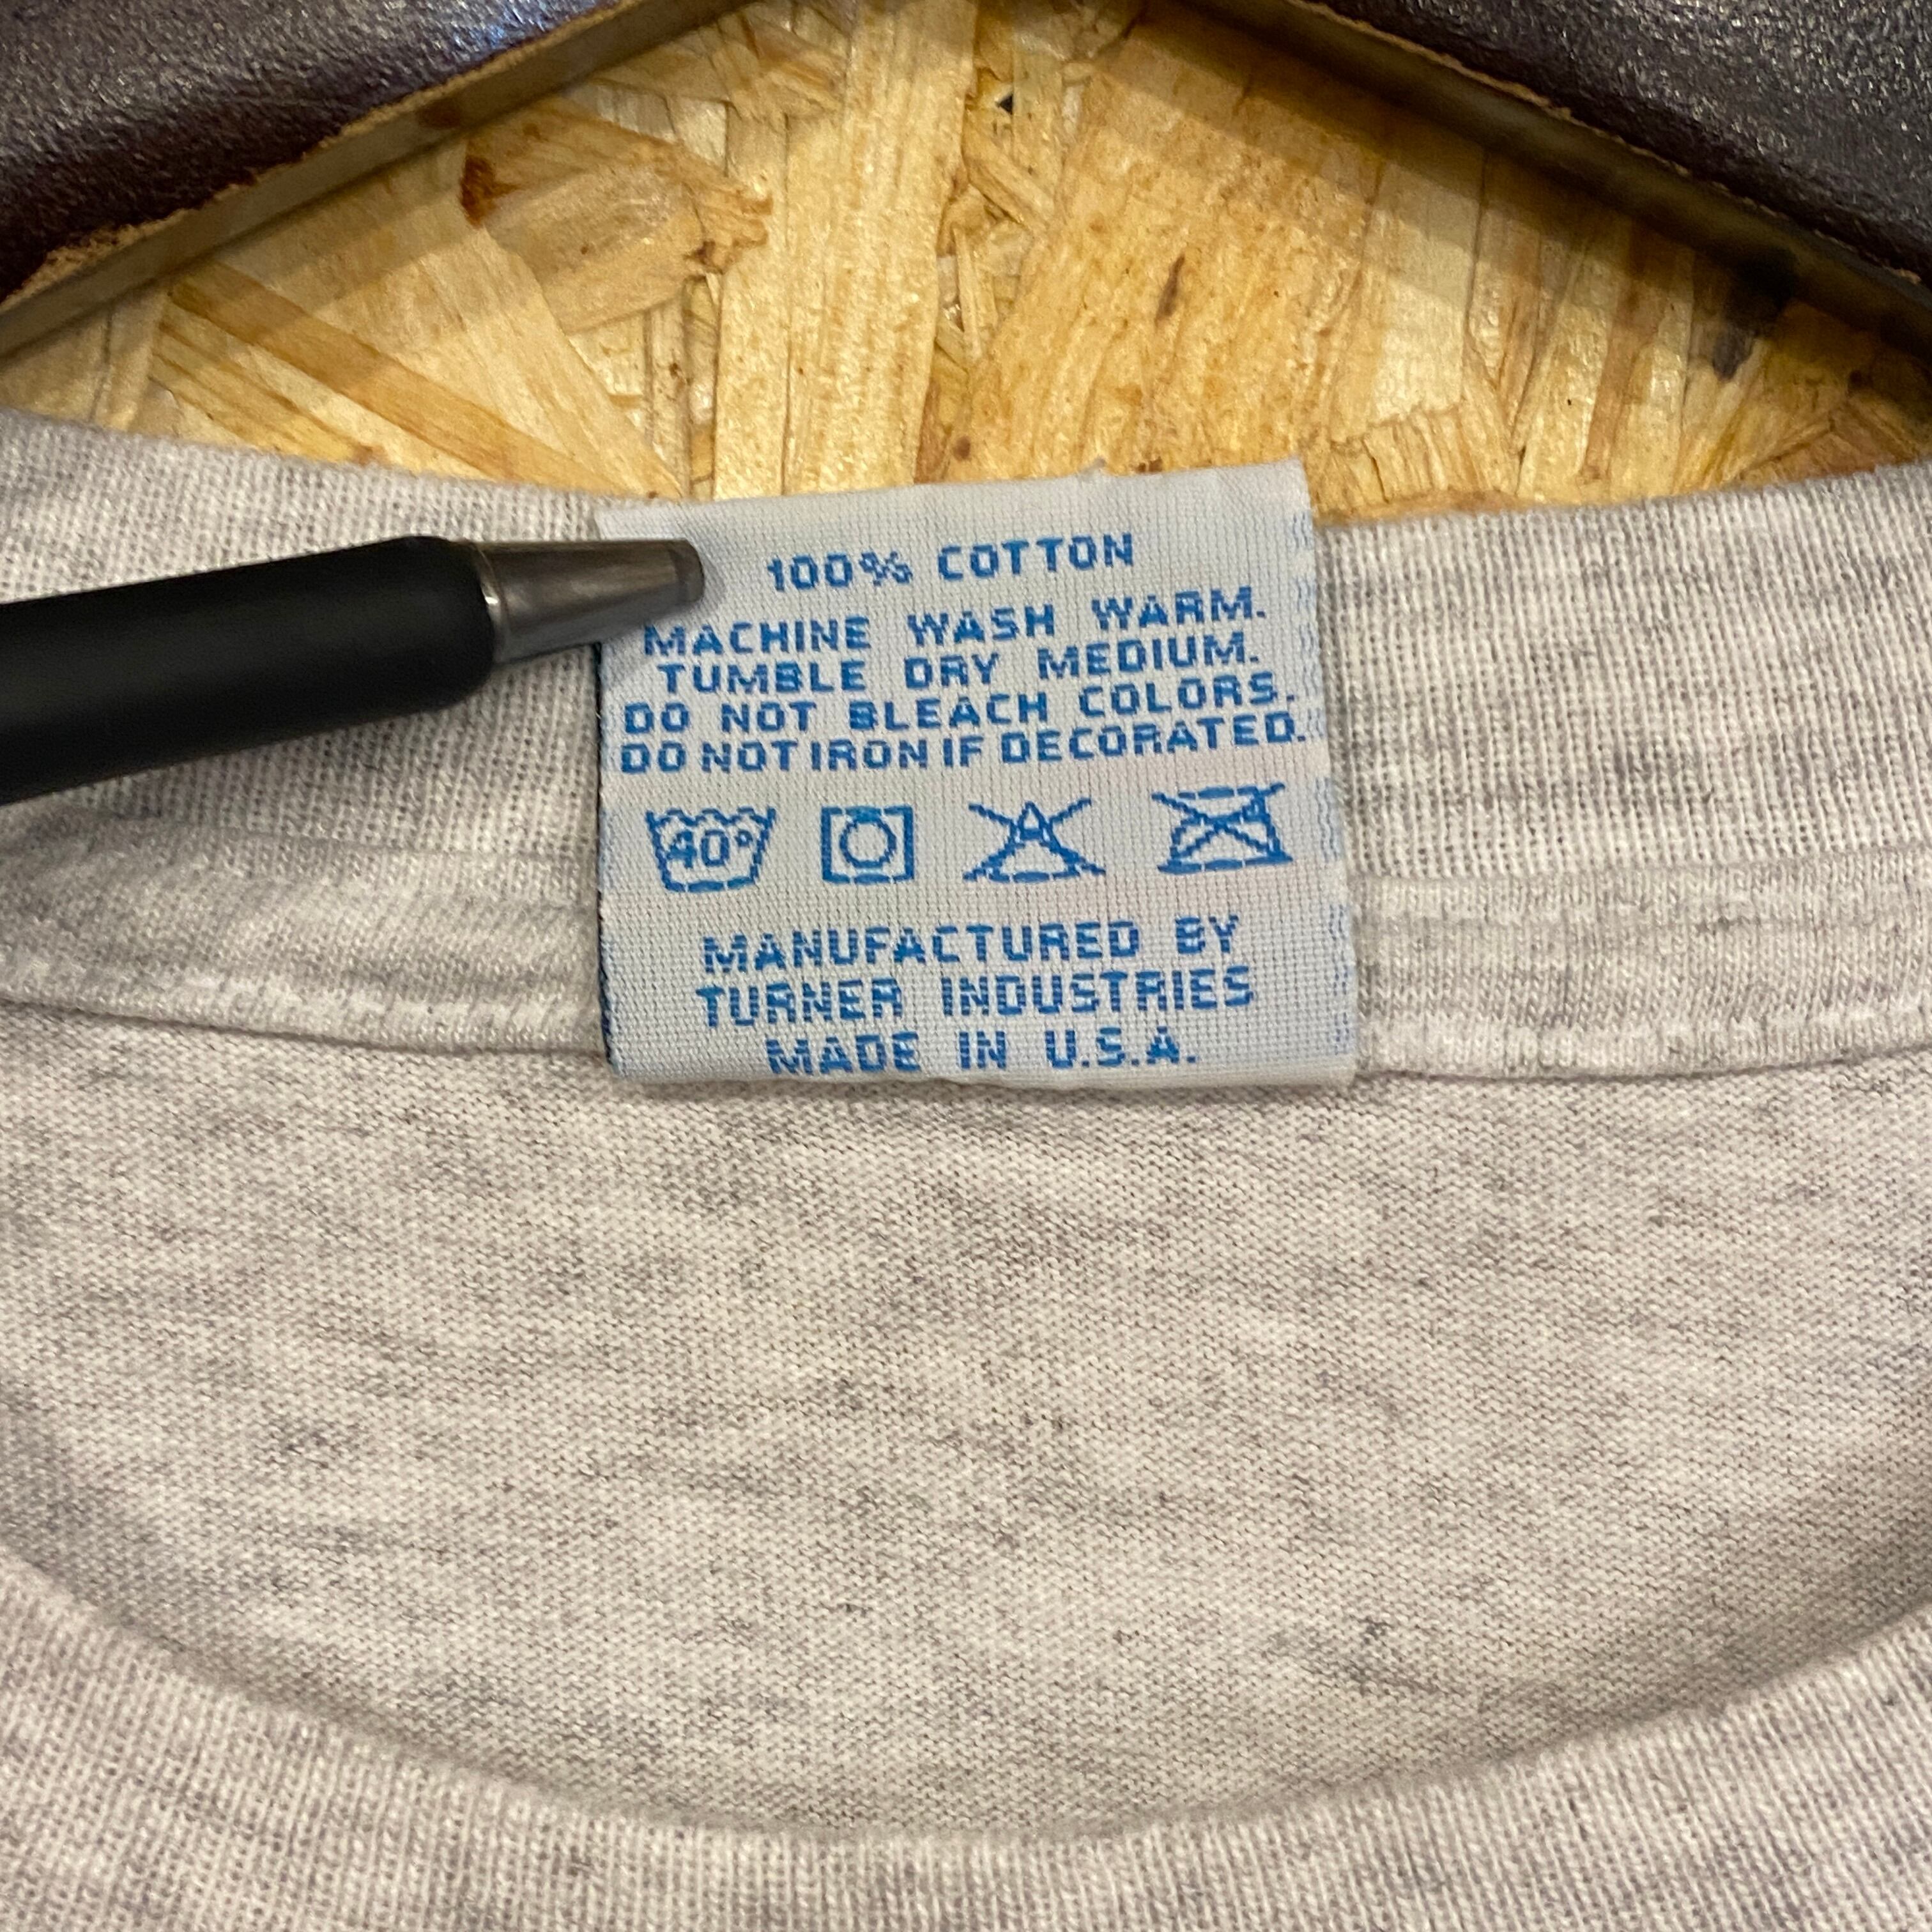 100% COTTON
MACHINE WASH WARM.
TUMBLE DRY MEDIUM.
DO NOT BLEACH COLORS.
DO NOT IRON IF DECORATED.
40°
MANUFACTURED BY
TURNER INDUSTRIES
MADE IN U.S.A.